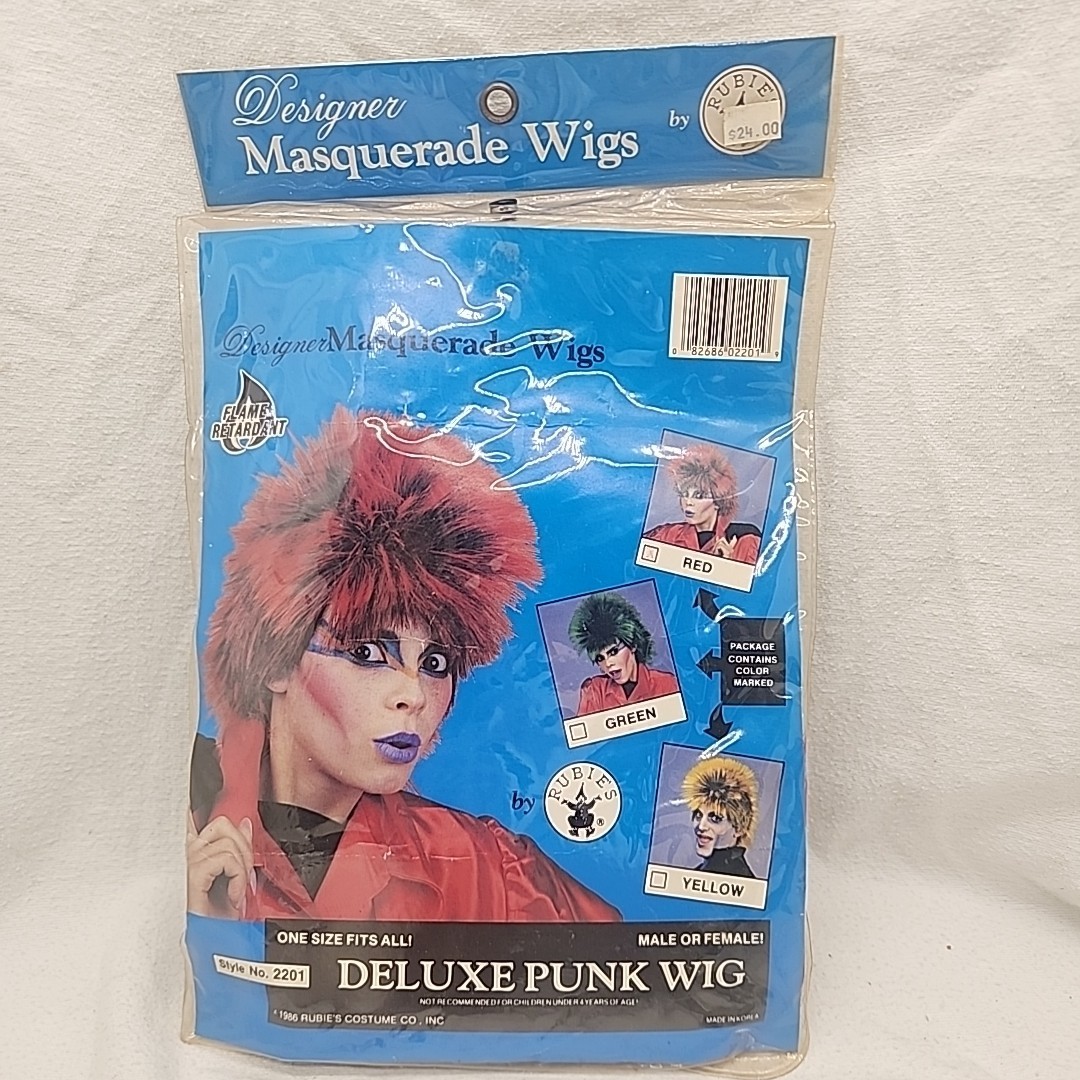 Designer
Masquerade Wigs
by
RUBIE
$24.00
Designer Masquerade Wigs
0 82686 02201 9
FLAME
RETARDANT
RED
PACKAGE
CONTAINS
COLOR
MARKED
GREEN
by
RUBIE'S
®
YELLOW
ONE SIZE FITS ALL!
MALE OR FEMALE!
Style No. 2201
DELUXE PUNK WIG
NOT RECOMMENDED FOR CHILDREN UNDER 4 YEARS OF AGE!
1986 RUBIE'S COSTUME CO., INC
MADE IN KOREA